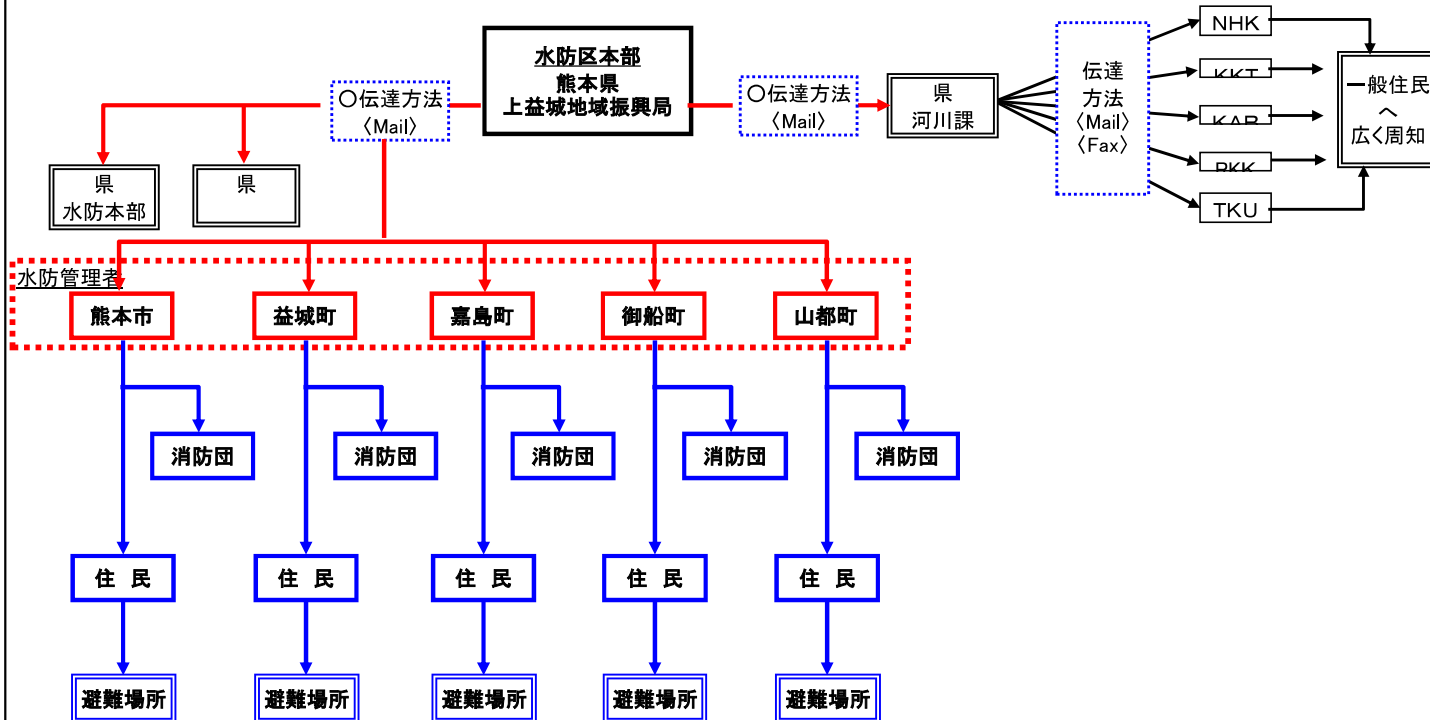 水防区本部
熊本県
上益城地域振興局
〇伝達方法
〈Mail〉
〇伝達方法
〈Mail〉
県
河川課
伝達
方法
〈Mail〉
〈Fax〉
NHK
KKT
KAB
RKK
TKU
一般住民
へ
広く周知
県
水防本部
県
水防管理者
熊本市
益城町
嘉島町
御船町
山都町
消防団
消防団
消防団
消防団
消防団
住 民
住 民
住 民
住 民
住 民
避難場所
避難場所
避難場所
避難場所
避難場所